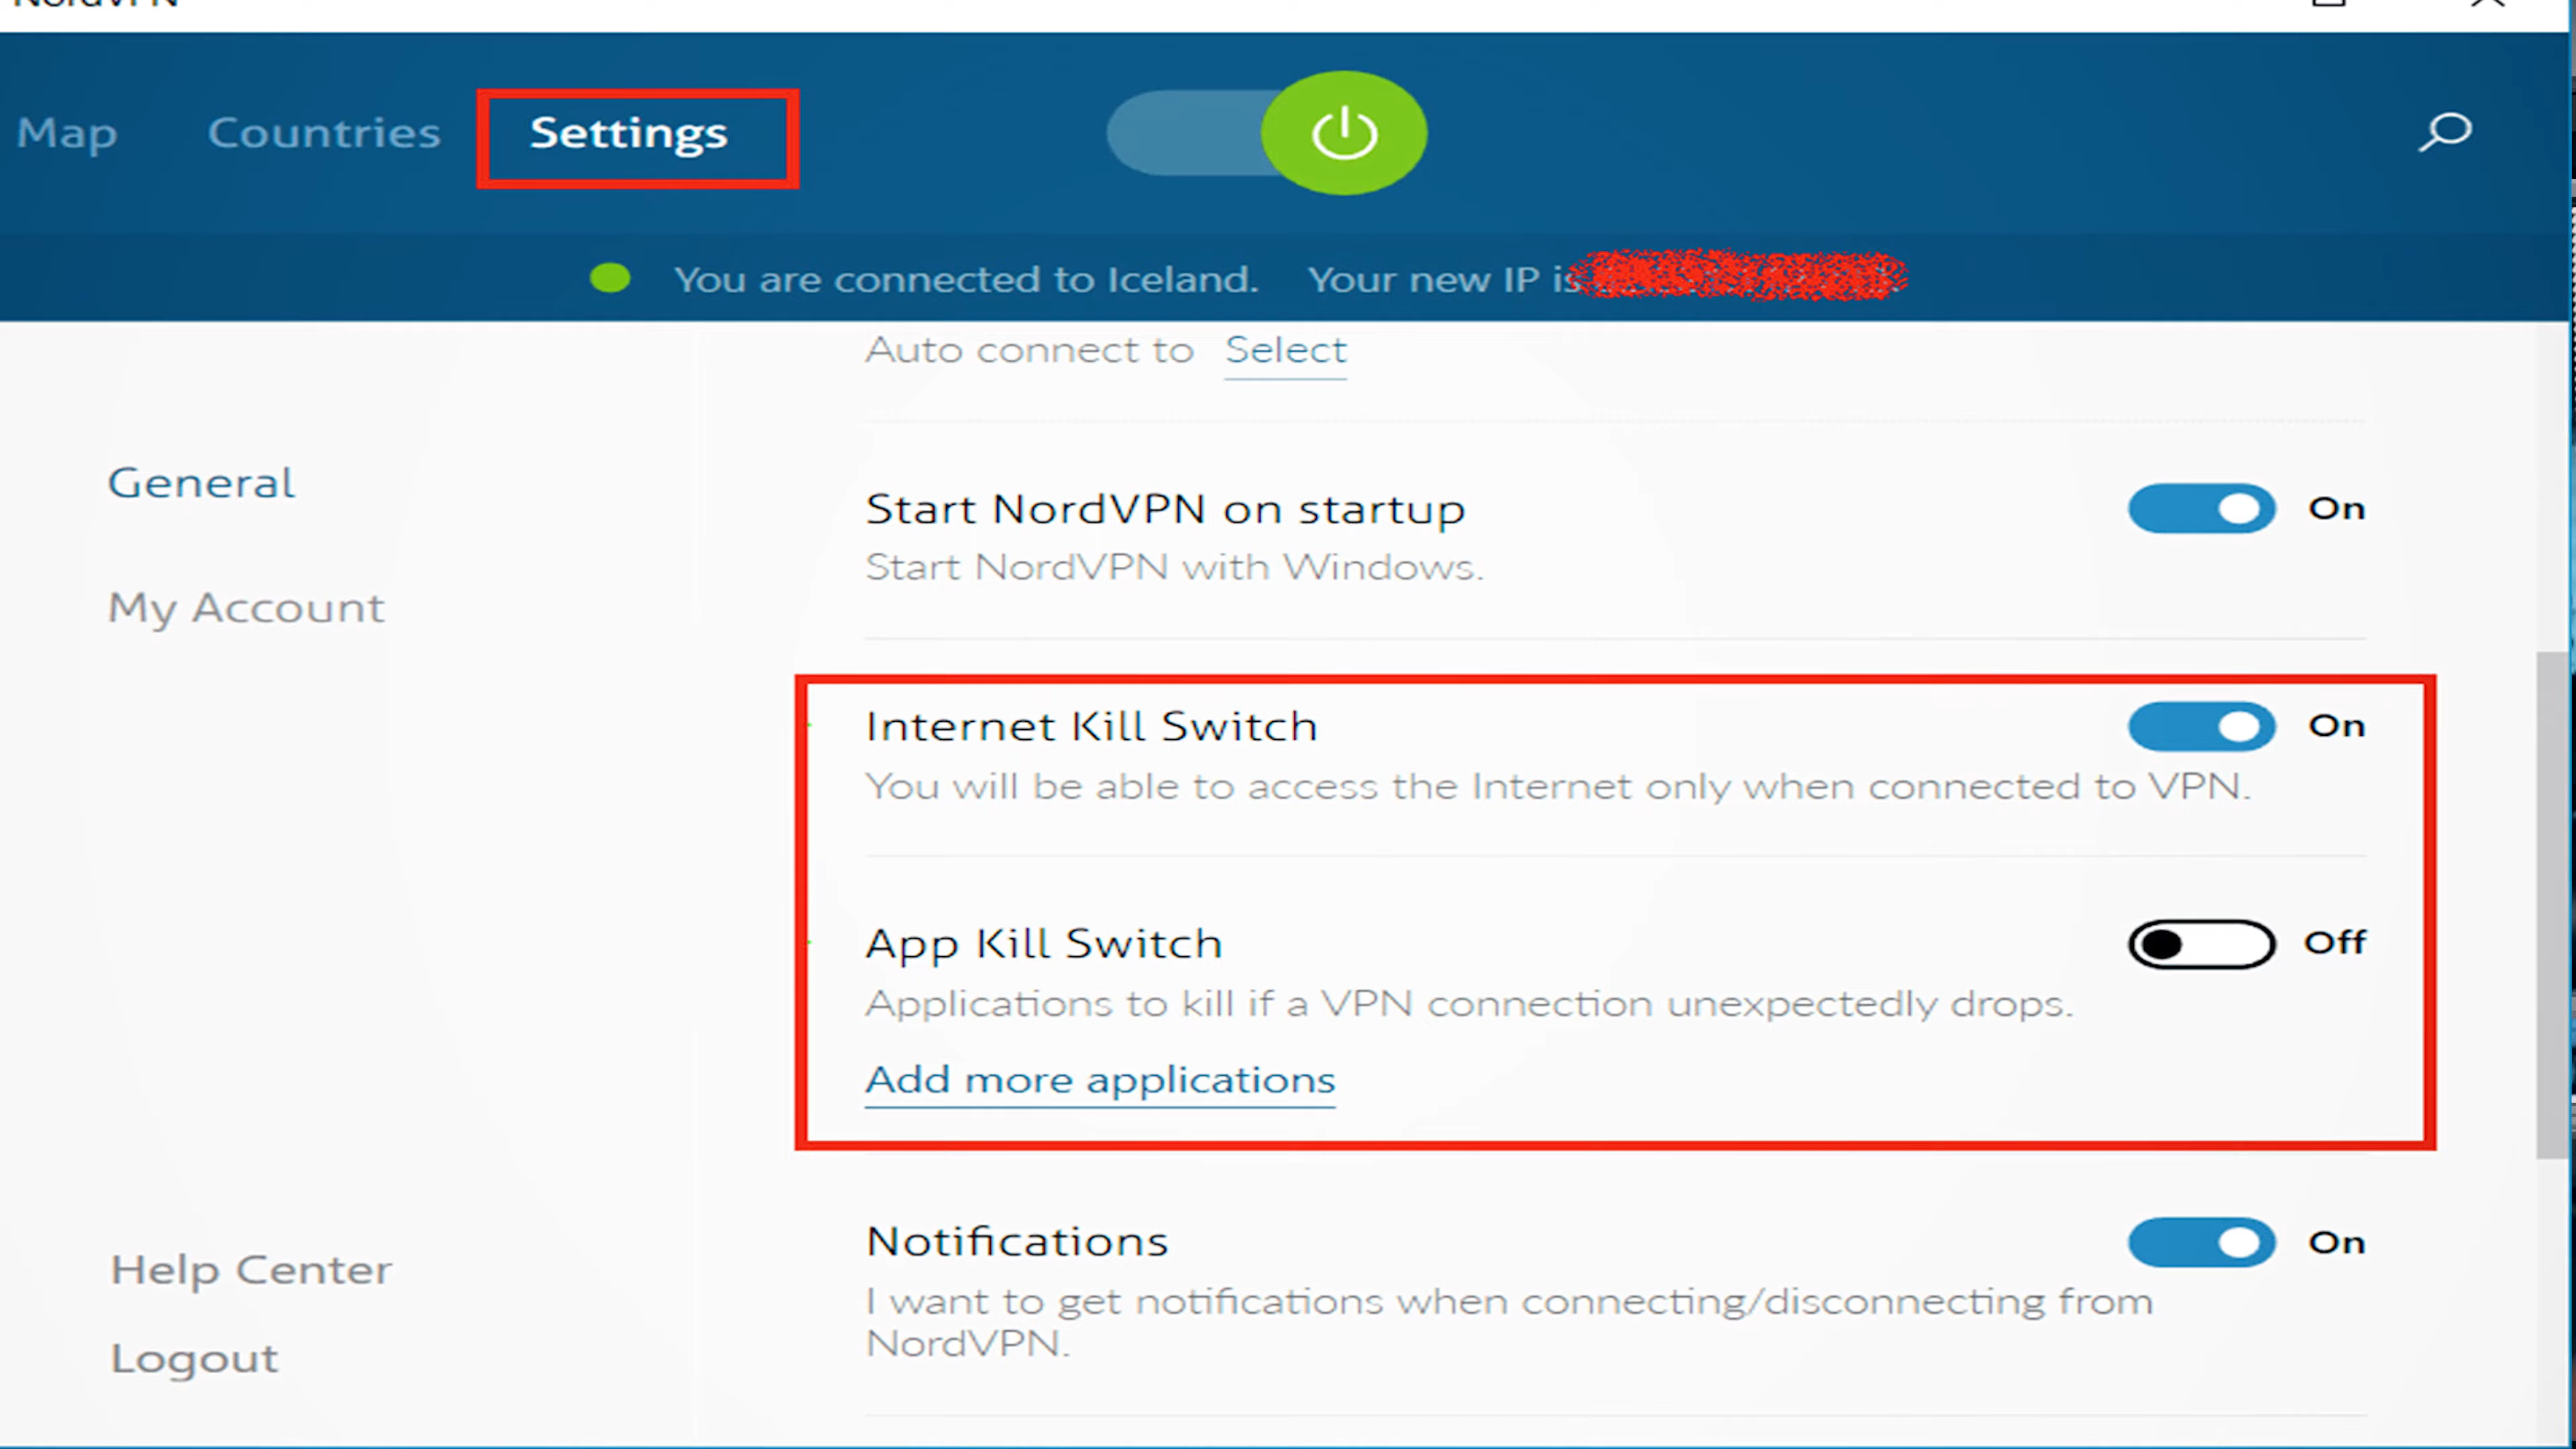 NordVPN
Map Countries Settings
You are connected to Iceland. Your new IP is
Auto connect to Select
General
Start NordVPN on startup On
Start NordVPN with Windows.
My Account
Internet Kill Switch On
You will be able to access the Internet only when connected to VPN.
App Kill Switch Off
Applications to kill if a VPN connection unexpectedly drops.
Add more applications
Notifications On
I want to get notifications when connecting/disconnecting from
NordVPN.
Help Center
Logout